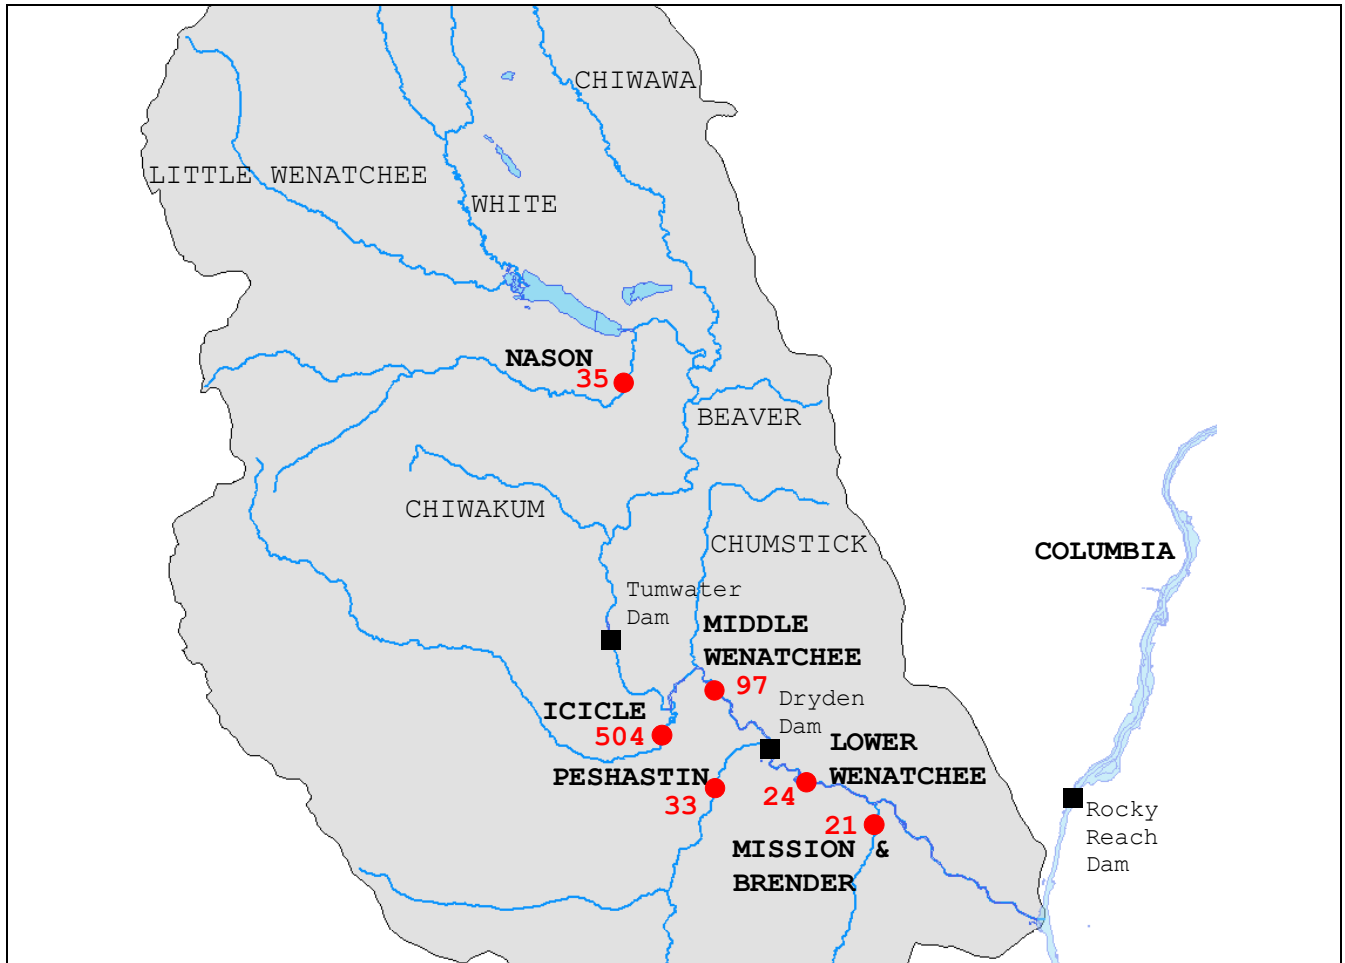 CHIWAWA
LITTLE WENATCHEE
WHITE
NASON
35
BEAVER
CHIWAKUM
CHUMSTICK
COLUMBIA
Tumwater
Dam
MIDDLE
WENATCHEE
97
Dryden
Dam
ICICLE
504
LOWER
WENATCHEE
PESHASTIN
33
24
21
MISSION &
BRENDER
Rocky
Reach
Dam